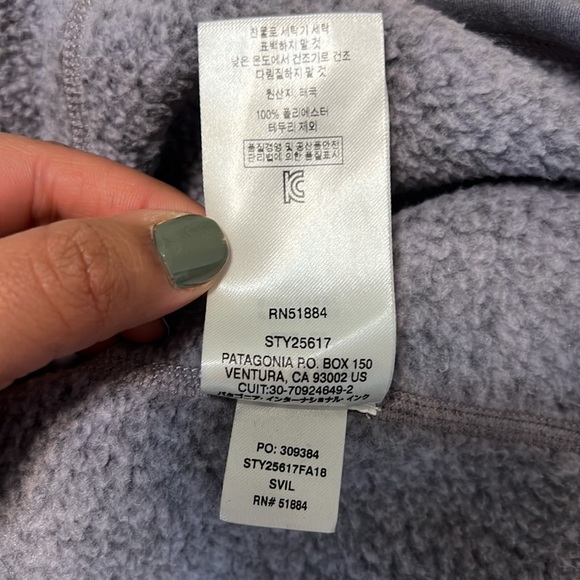 찬물로 세탁기 세탁
표백하지 말 것
낮은 온도에서 건조기로 건조
다림질하지 말 것
원산지: 태국
100% 폴리에스터
테두리 제외
품질경영 및 공산품안전
관리법에 의한 품질표시
RN51884
STY25617
PATAGONIA P.O. BOX 150
VENTURA, CA 93002 US
CUIT:30-70924649-2
パタゴニア・インターナショナル・インク
PO: 309384
STY25617FA18
SVIL
RN# 51884